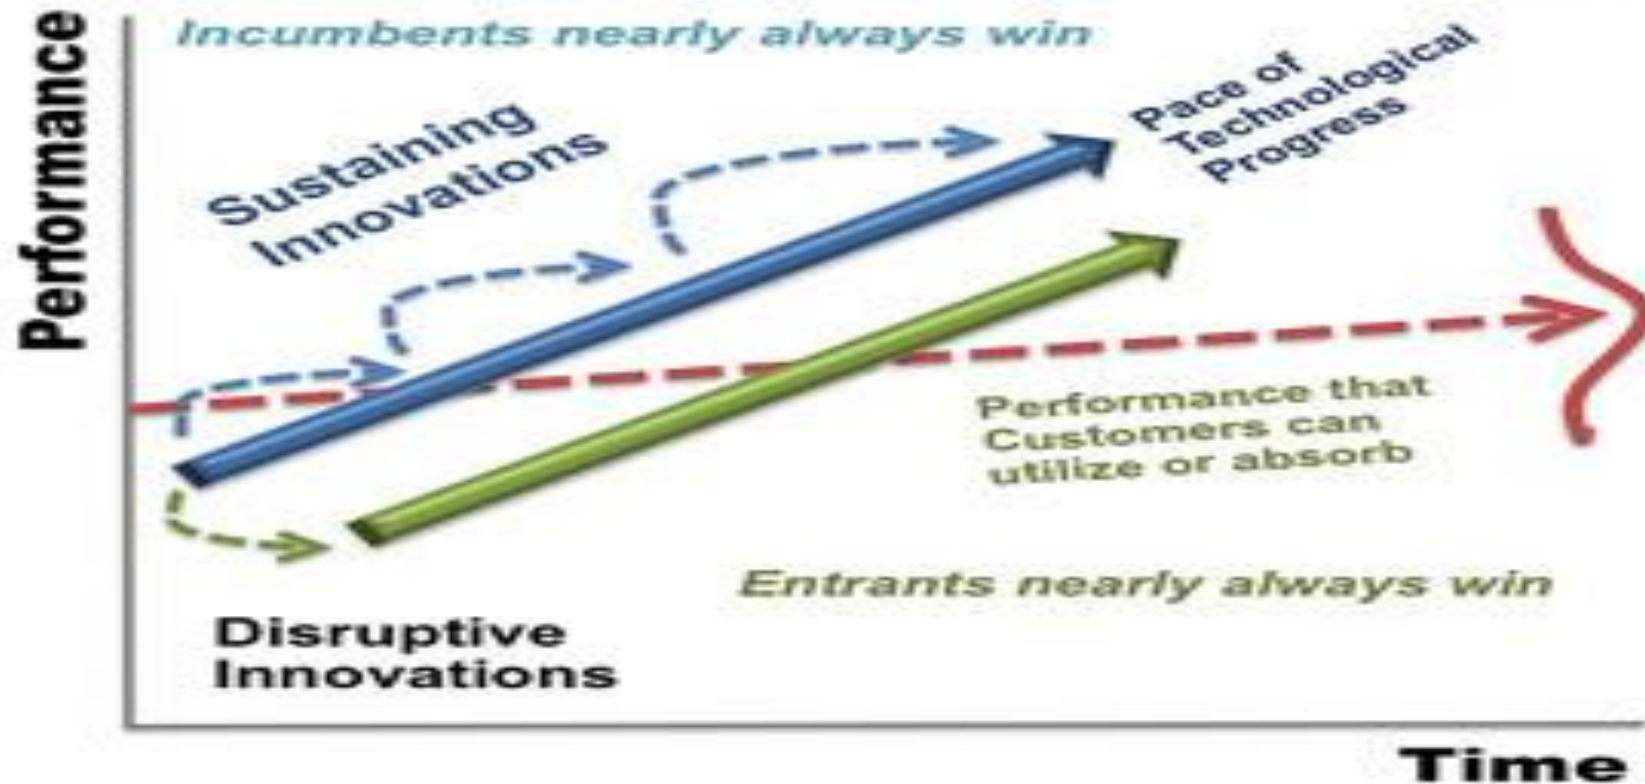 Performance
Incumbents nearly always win
Sustaining
Innovations
Pace of
Technological
Progress
Performance that
Customers can
utilize or absorb
Entrants nearly always win
Disruptive
Innovations
Time